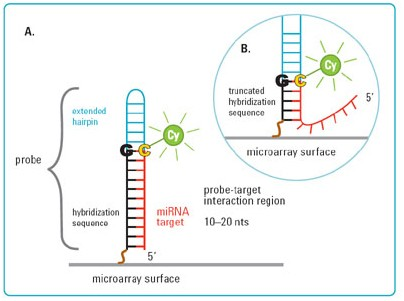 A.
extended
hairpin
Cy
G C
probe
hybridization
sequence
miRNA
target
probe-target
interaction region
10–20 nts
5'
microarray surface
B.
Cy
G C
truncated
hybridization
sequence
5'
microarray surface